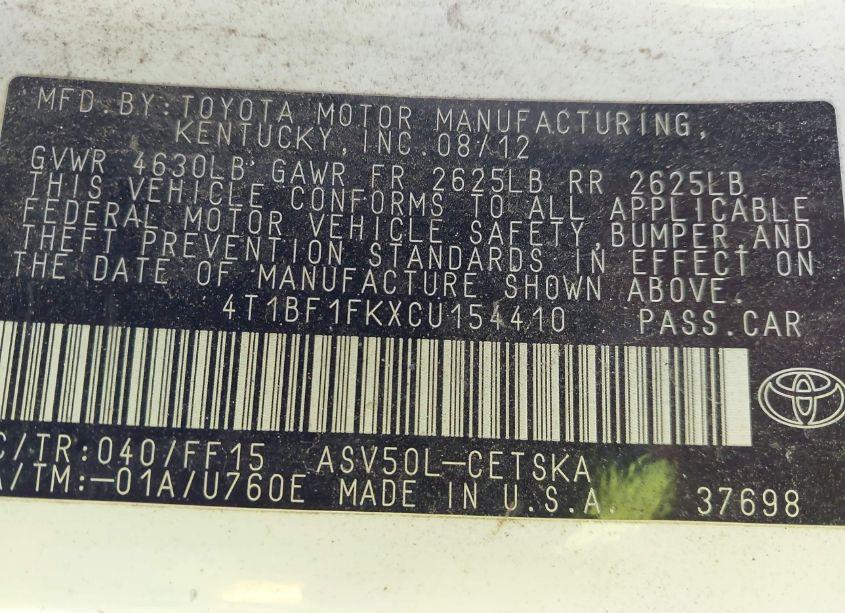 MFD.BY:TOYOTA MOTOR MANUFACTURING,
KENTUCKY, INC. 08/12
GVWR 4630LB GAWR FR 2625LB RR 2625LB
THIS VEHICLE CONFORMS TO ALL APPLICABLE
FEDERAL MOTOR VEHICLE SAFETY,BUMPER,AND
THEFT PREVENTION STANDARDS IN EFFECT ON
THE DATE OF MANUFACTURE SHOWN ABOVE.
4T1BF1FKXCU154410 PASS.CAR
C/TR:040/FF15 ASV50L-CETSKA
A/TM:-01A/U760E MADE IN U.S.A. 37698